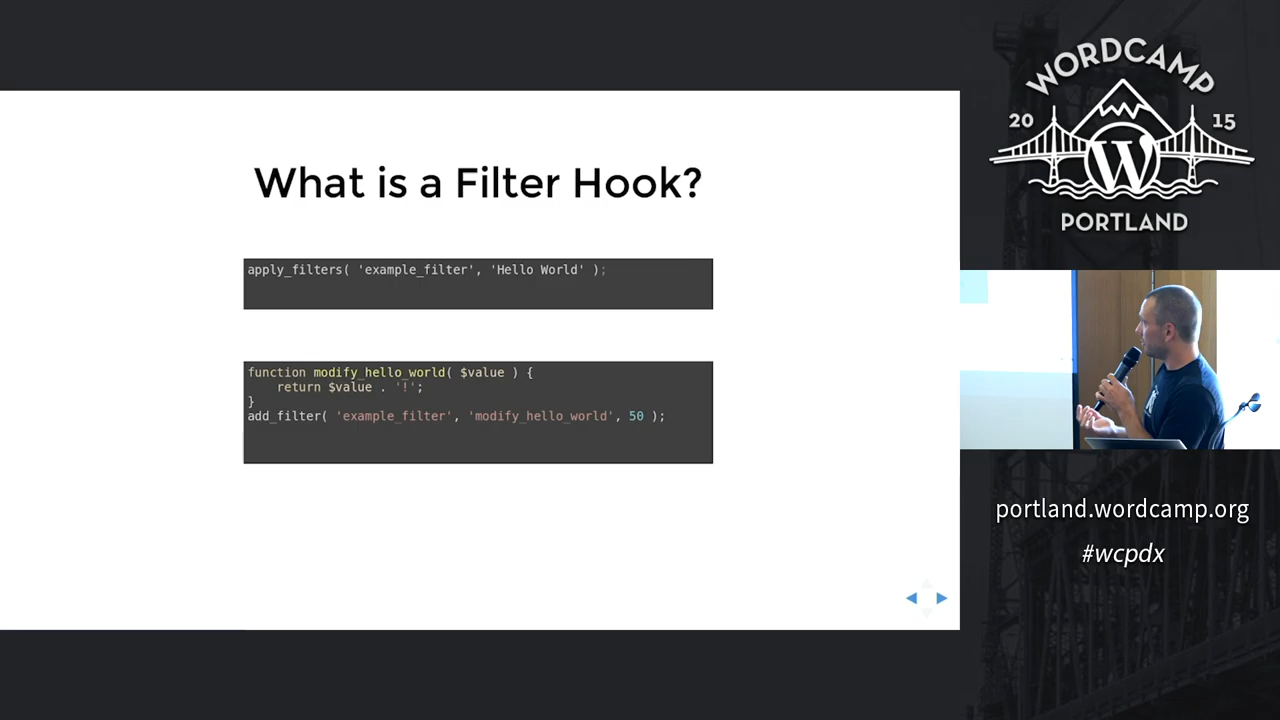 What is a Filter Hook?
apply_filters( 'example_filter', 'Hello World' );
function modify_hello_world( $value ) {
    return $value . '!';
}
add_filter( 'example_filter', 'modify_hello_world', 50 );
WORDCAMP
20 15
W
PORTLAND
portland.wordcamp.org
#wcpdx